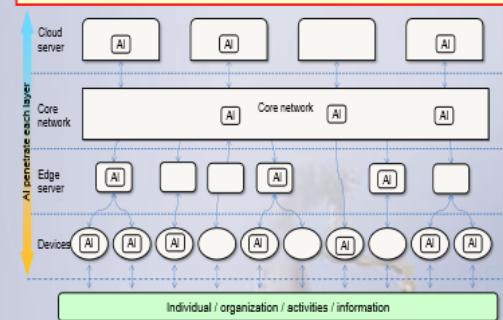 AI penetrate each layer
Cloud
server
AI
AI
AI
Core
network
AI
Core network
AI
AI
Edge
server
AI
AI
AI
Devices
AI
AI
AI
AI
AI
AI
AI
Individual / organization / activities / information